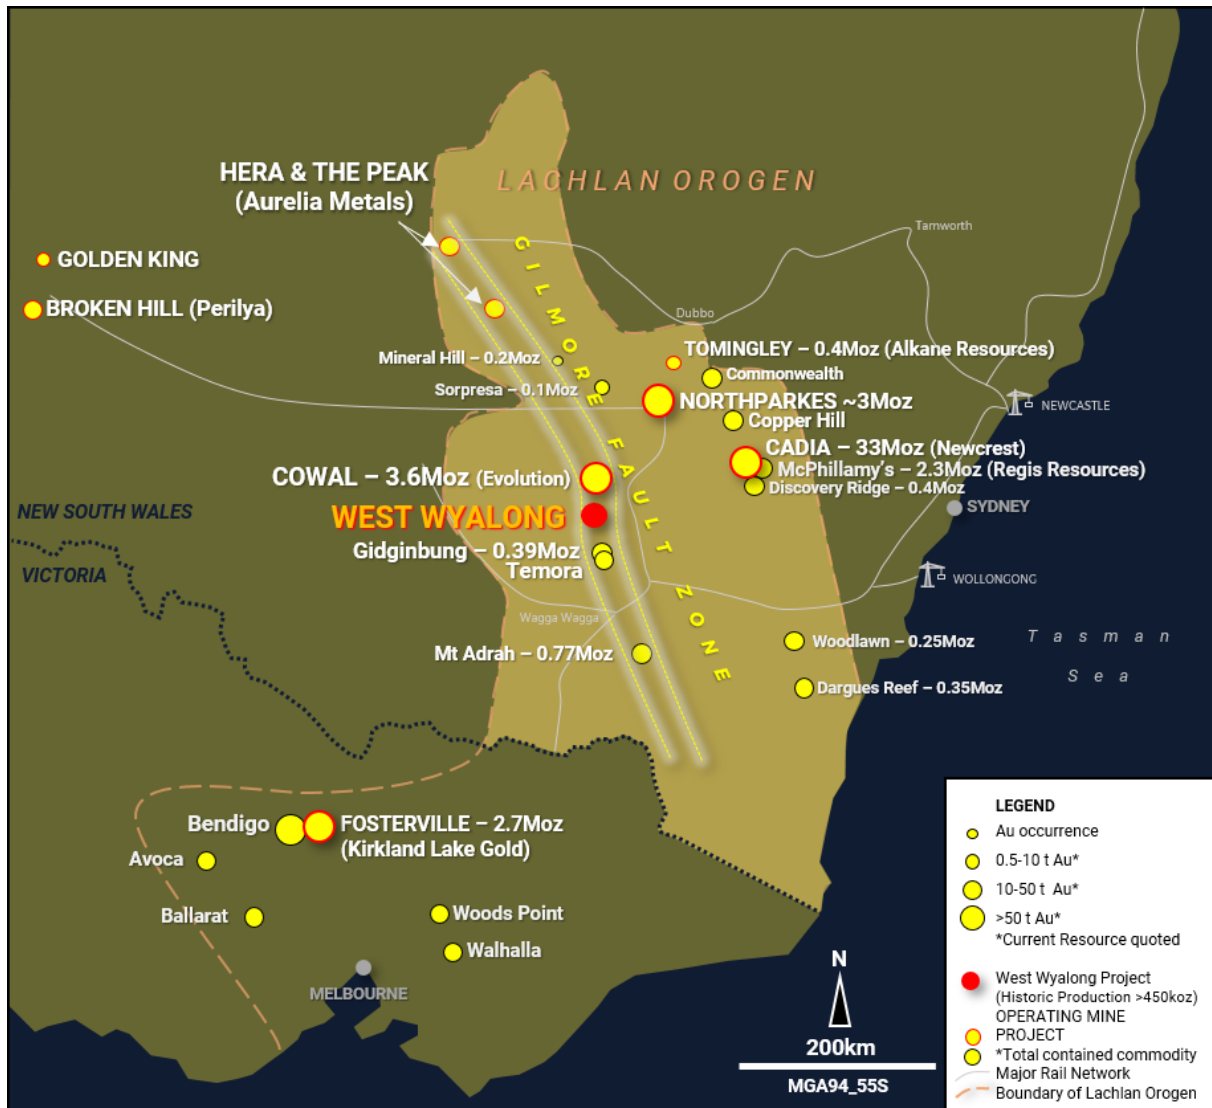 LACHLAN OROGEN
HERA & THE PEAK
(Aurelia Metals)
GOLDEN KING
BROKEN HILL (Perilya)
GILMORE FAULT ZONE
Tamworth
Dubbo
Mineral Hill – 0.2Moz
Sorpresa – 0.1Moz
TOMINGLEY – 0.4Moz (Alkane Resources)
Commonwealth
NORTHPARKES ~3Moz
Copper Hill
NEWCASTLE
CADIA – 33Moz (Newcrest)
McPhillamy's – 2.3Moz (Regis Resources)
Discovery Ridge – 0.4Moz
COWAL – 3.6Moz (Evolution)
WEST WYALONG
Gidginbung – 0.39Moz
Temora
NEW SOUTH WALES
VICTORIA
SYDNEY
WOLLONGONG
Wagga Wagga
Mt Adrah – 0.77Moz
Woodlawn – 0.25Moz
Dargues Reef – 0.35Moz
Tasman
Sea
Bendigo
FOSTERVILLE – 2.7Moz
(Kirkland Lake Gold)
Avoca
Ballarat
Woods Point
Walhalla
MELBOURNE
N
200km
MGA94_55S
LEGEND
Au occurrence
0.5-10 t Au*
10-50 t Au*
>50 t Au*
*Current Resource quoted
West Wyalong Project
(Historic Production >450koz)
OPERATING MINE
PROJECT
*Total contained commodity
Major Rail Network
Boundary of Lachlan Orogen